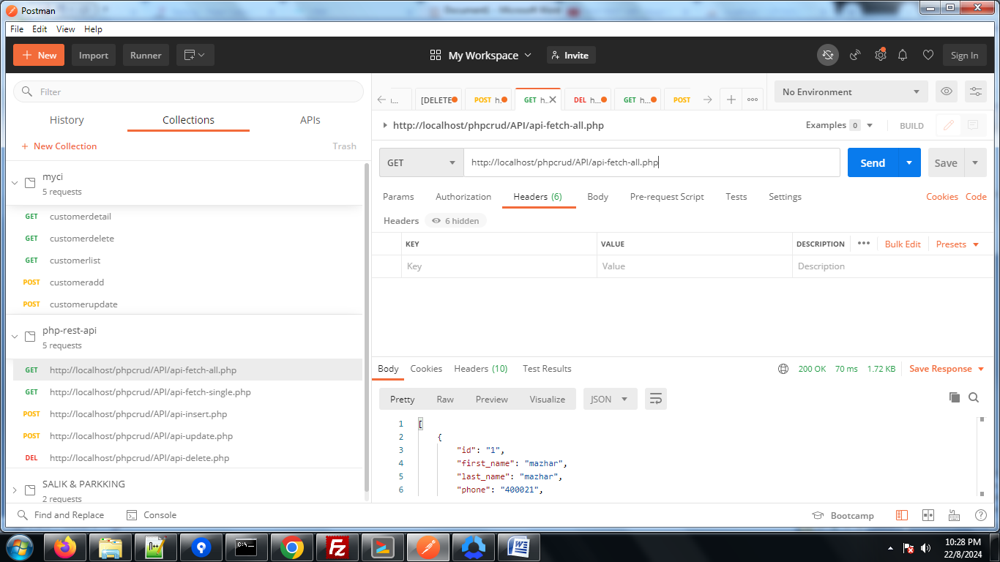 Postman
Document1 - Microsoft Word
File Edit View Help
New Import Runner My Workspace Invite Sign In
Filter
History Collections APIs
+ New Collection Trash
myci
5 requests
GET customerdetail
GET customerdelete
GET customerlist
POST customeradd
POST customerupdate
php-rest-api
5 requests
GET http://localhost/phpcrud/API/api-fetch-all.php
GET http://localhost/phpcrud/API/api-fetch-single.php
POST http://localhost/phpcrud/API/api-insert.php
POST http://localhost/phpcrud/API/api-update.php
DEL http://localhost/phpcrud/API/api-delete.php
SALIK & PARKKING
2 requests
[DELETE POST h. GET h.. DEL h... GET h... POST
No Environment
http://localhost/phpcrud/API/api-fetch-all.php Examples 0 BUILD
GET http://localhost/phpcrud/API/api-fetch-all.php Send Save
Params Authorization Headers (6) Body Pre-request Script Tests Settings Cookies Code
Headers 6 hidden
KEY VALUE DESCRIPTION ••• Bulk Edit Presets
Key Value Description
Body Cookies Headers (10) Test Results 200 OK 70 ms 1.72 KB Save Response
Pretty Raw Preview Visualize JSON
1 [
2 {
3 "id": "1",
4 "first_name": "mazhar",
5 "last_name": "mazhar",
6 "phone": "400021",
Find and Replace Console Bootcamp
10:28 PM
22/8/2024